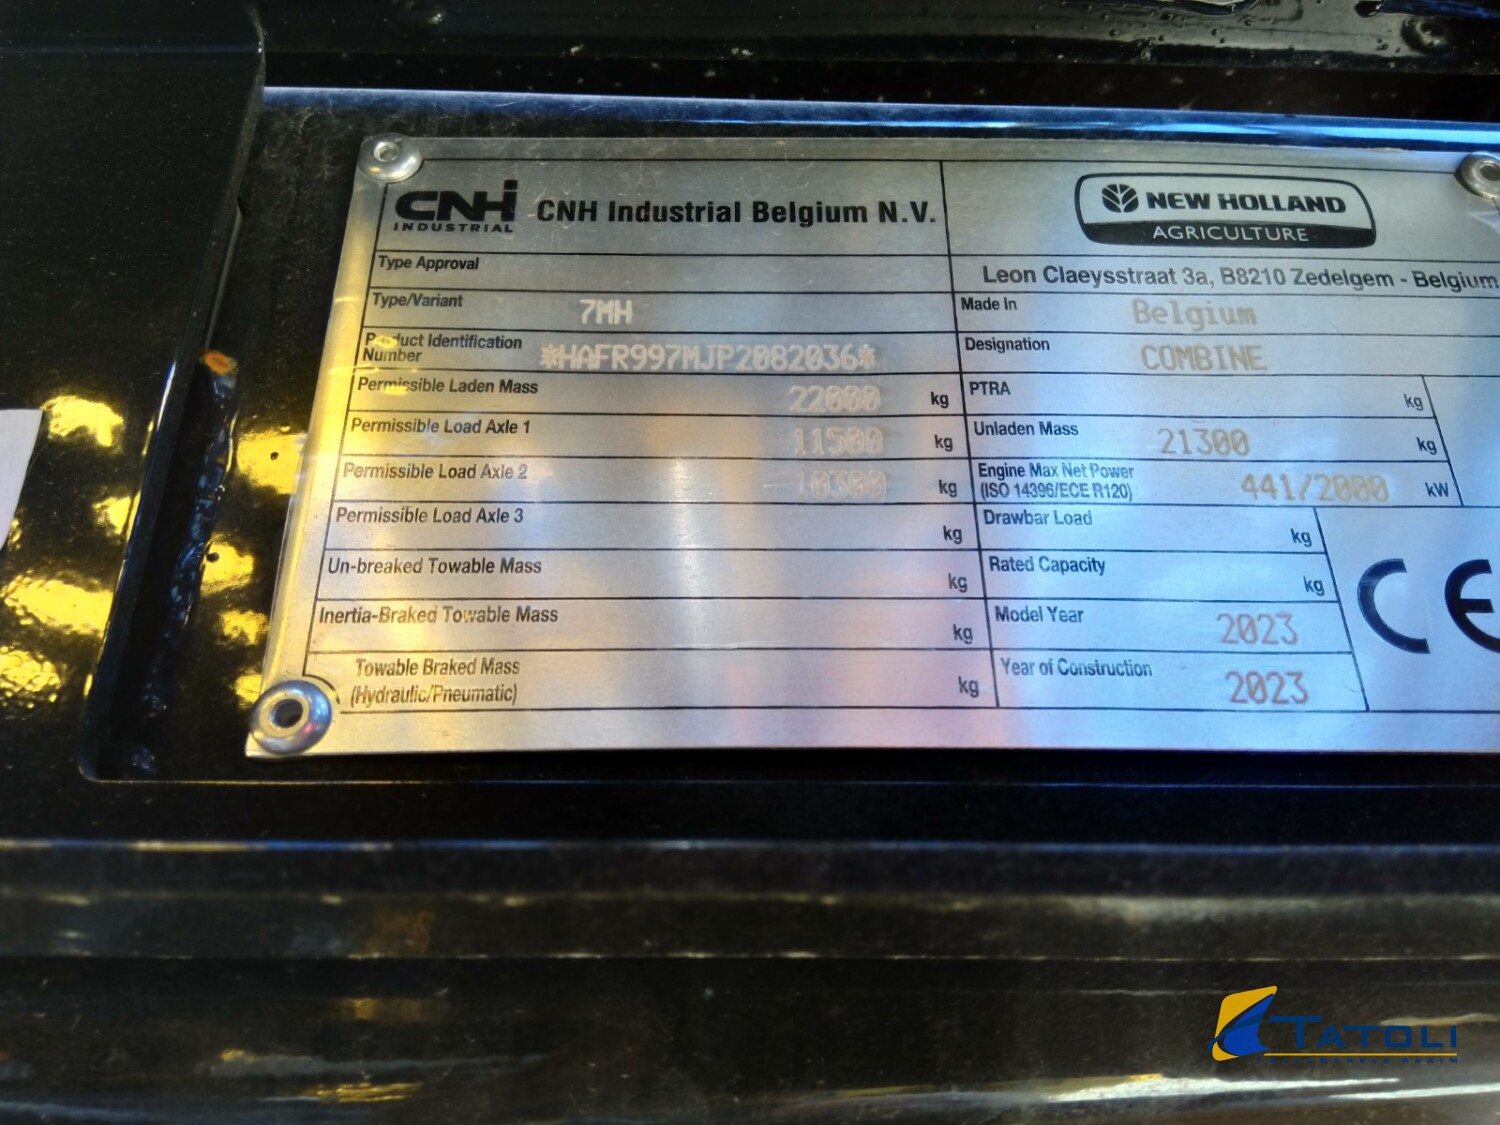 CNH INDUSTRIAL CNH Industrial Belgium N.V.
NEW HOLLAND
AGRICULTURE
Type Approval
Leon Claeysstraat 3a, B8210 Zedelgem - Belgium
Type/Variant 7MH
Made In Belgium
Product Identification Number *HAFR997MJP2082036*
Designation COMBINE
Permissible Laden Mass 22000 kg
PTRA kg
Permissible Load Axle 1 11500 kg
Unladen Mass 21300 kg
Permissible Load Axle 2 10300 kg
Engine Max Net Power (ISO 14396/ECE R120) 441/2000 kW
Permissible Load Axle 3 kg
Drawbar Load kg
Un-breaked Towable Mass kg
Rated Capacity kg
Inertia-Braked Towable Mass kg
Model Year 2023
Towable Braked Mass (Hydraulic/Pneumatic) kg
Year of Construction 2023
CE
TATOLI